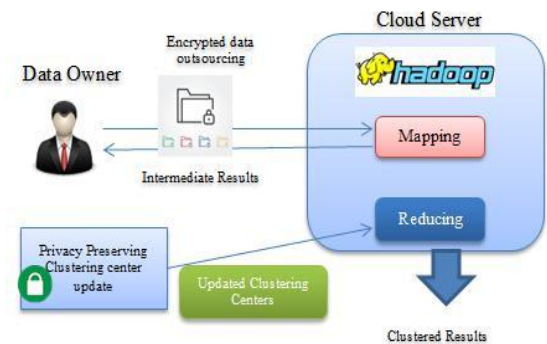 Cloud Server
Encrypted data
outsourcing
hadoop
Data Owner
Mapping
Intermediate Results
Reducing
Privacy Preserving
Clustering center
update
Updated Clustering
Centers
Clustered Results